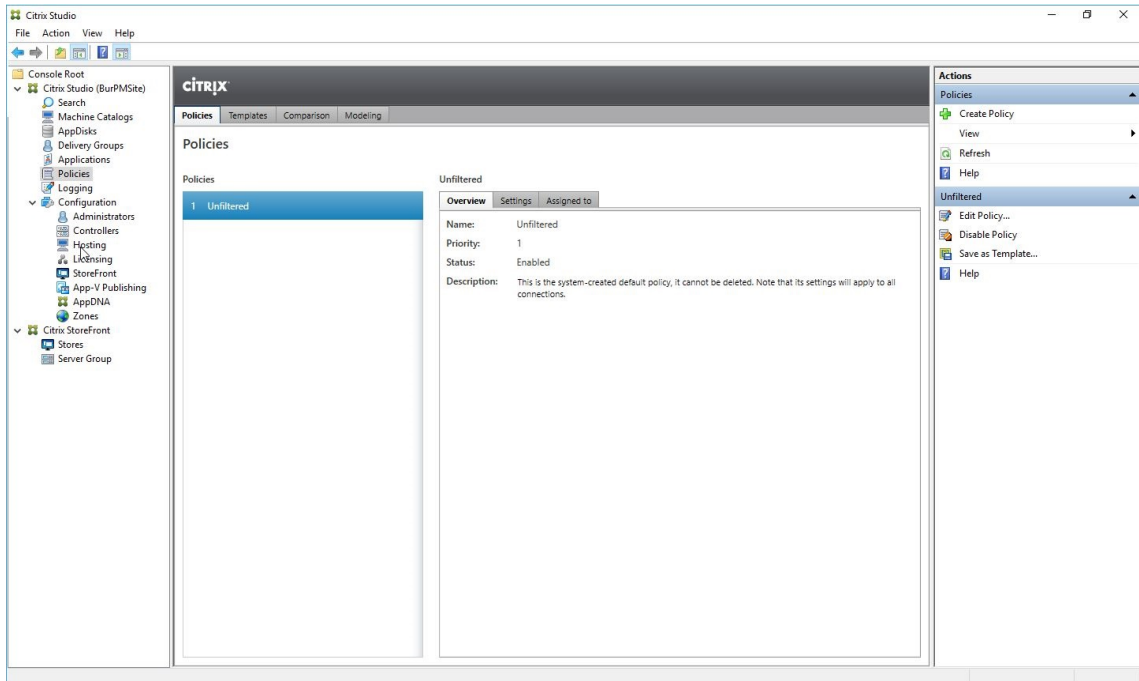 Citrix Studio
File Action View Help
Console Root
Citrix Studio (BurPMSite)
Search
Machine Catalogs
AppDisks
Delivery Groups
Applications
Policies
Logging
Configuration
Administrators
Controllers
Hosting
Licensing
StoreFront
App-V Publishing
AppDNA
Zones
Citrix StoreFront
Stores
Server Group
CİTRIX
Policies Templates Comparison Modeling
Policies
Policies
1 Unfiltered
Unfiltered
Overview Settings Assigned to
Name: Unfiltered
Priority: 1
Status: Enabled
Description: This is the system-created default policy, it cannot be deleted. Note that its settings will apply to all
connections.
Actions
Policies
Create Policy
View
Refresh
Help
Unfiltered
Edit Policy...
Disable Policy
Save as Template...
Help